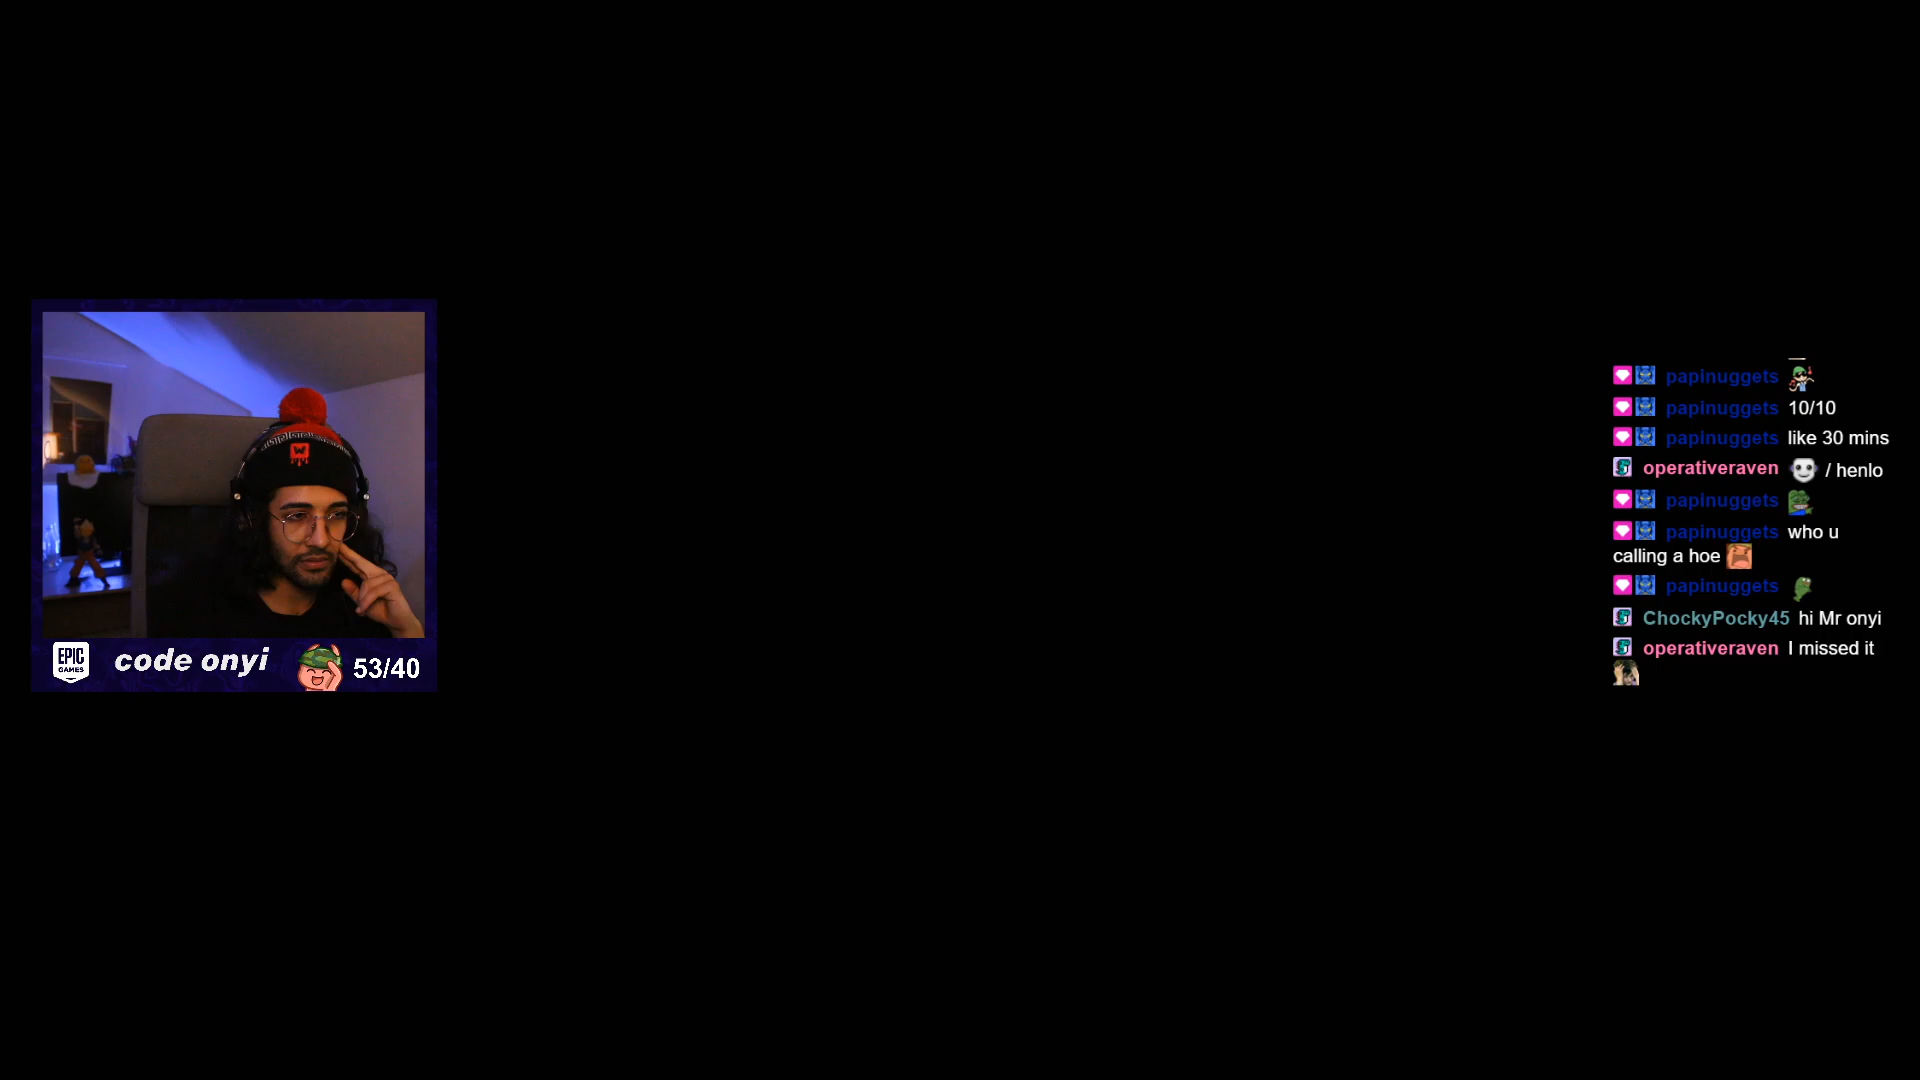 papinuggets
papinuggets 10/10
papinuggets like 30 mins
operativeraven / henlo
papinuggets
papinuggets who u
calling a hoe
papinuggets
ChockyPocky45 hi Mr onyi
operativeraven I missed it
W
EPIC
GAMES
code onyi
53/40